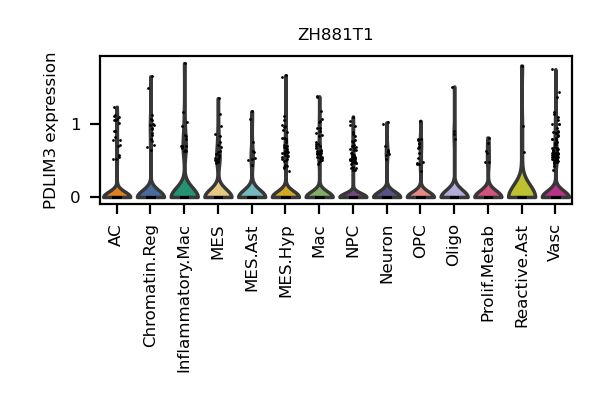 ZH881T1
PDLIM3 expression
1
0
AC
Chromatin.Reg
Inflammatory.Mac
MES
MES.Ast
MES.Hyp
Mac
NPC
Neuron
OPC
Oligo
Prolif.Metab
Reactive.Ast
Vasc